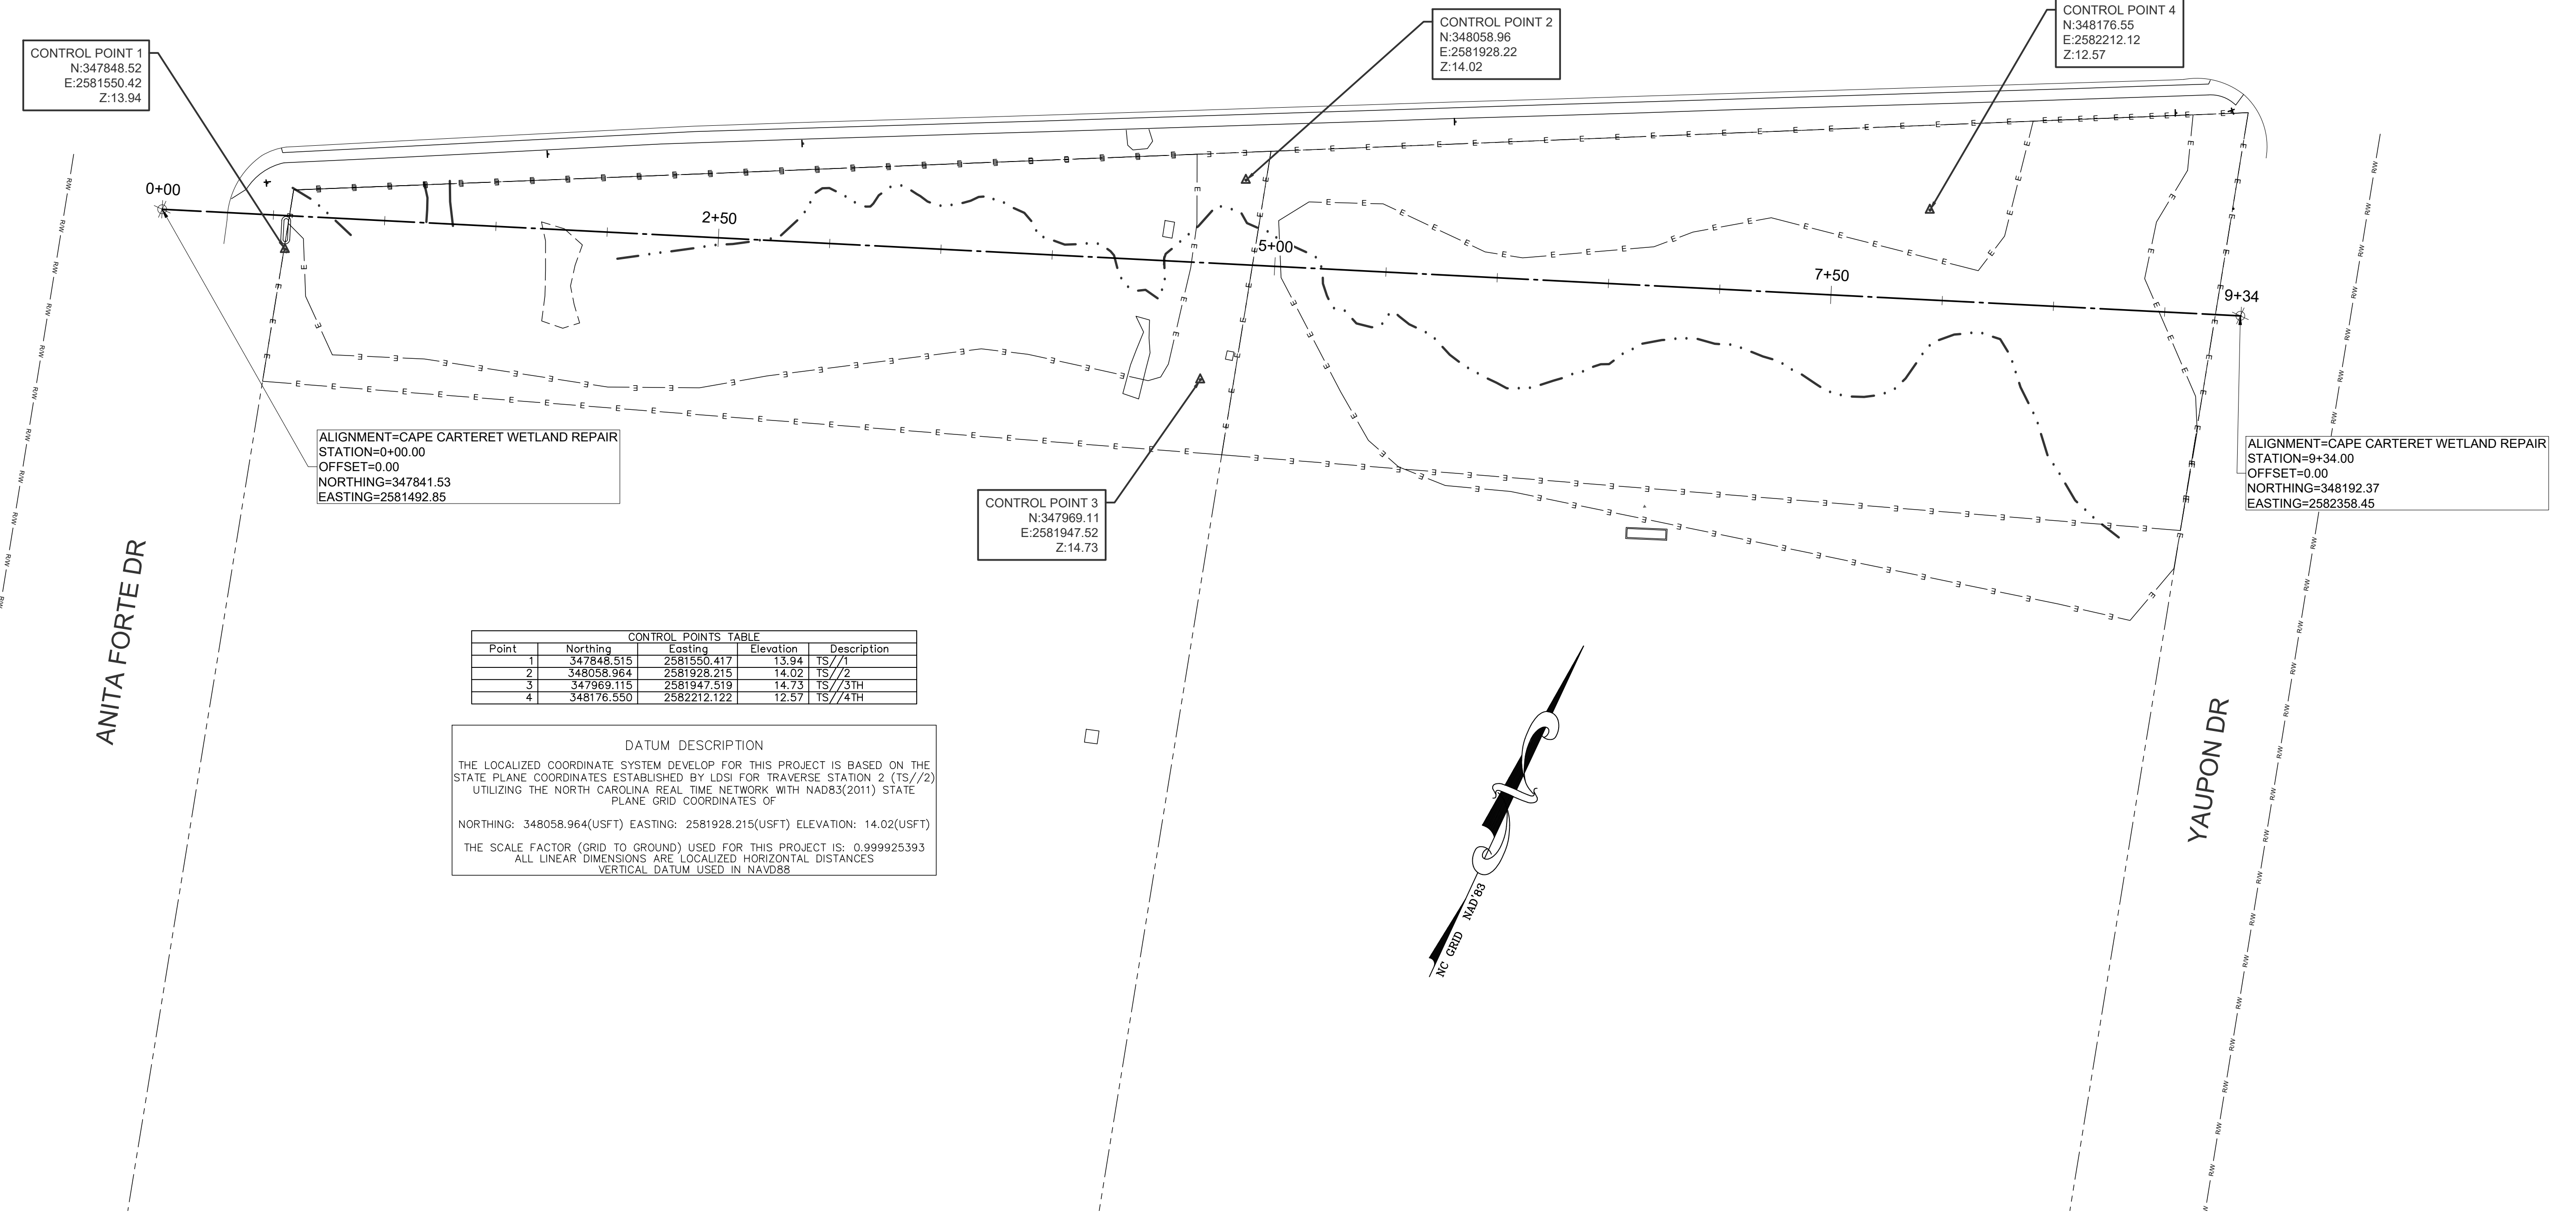 CONTROL POINT 1
N:347848.52
E:2581550.42
Z:13.94
CONTROL POINT 2
N:348058.96
E:2581928.22
Z:14.02
CONTROL POINT 4
N:348176.55
E:2582212.12
Z:12.57
0+00
2+50
5+00
7+50
9+34
ALIGNMENT=CAPE CARTERET WETLAND REPAIR
STATION=0+00.00
OFFSET=0.00
NORTHING=347841.53
EASTING=2581492.85
ALIGNMENT=CAPE CARTERET WETLAND REPAIR
STATION=9+34.00
OFFSET=0.00
NORTHING=348192.37
EASTING=2582358.45
CONTROL POINT 3
N:347969.11
E:2581947.52
Z:14.73
ANITA FORTE DR
YAUPON DR
CONTROL POINTS TABLE
Point Northing Easting Elevation Description
1 347848.515 2581550.417 13.94 TS//1
2 348058.964 2581928.215 14.02 TS//2
3 347969.115 2581947.519 14.73 TS//3TH
4 348176.550 2582212.122 12.57 TS//4TH
DATUM DESCRIPTION
THE LOCALIZED COORDINATE SYSTEM DEVELOP FOR THIS PROJECT IS BASED ON THE
STATE PLANE COORDINATES ESTABLISHED BY LDSI FOR TRAVERSE STATION 2 (TS//2)
UTILIZING THE NORTH CAROLINA REAL TIME NETWORK WITH NAD83(2011) STATE
PLANE GRID COORDINATES OF
NORTHING: 348058.964(USFT) EASTING: 2581928.215(USFT) ELEVATION: 14.02(USFT)
THE SCALE FACTOR (GRID TO GROUND) USED FOR THIS PROJECT IS: 0.999925393
ALL LINEAR DIMENSIONS ARE LOCALIZED HORIZONTAL DISTANCES
VERTICAL DATUM USED IN NAVD88
NC GRID NAD'83